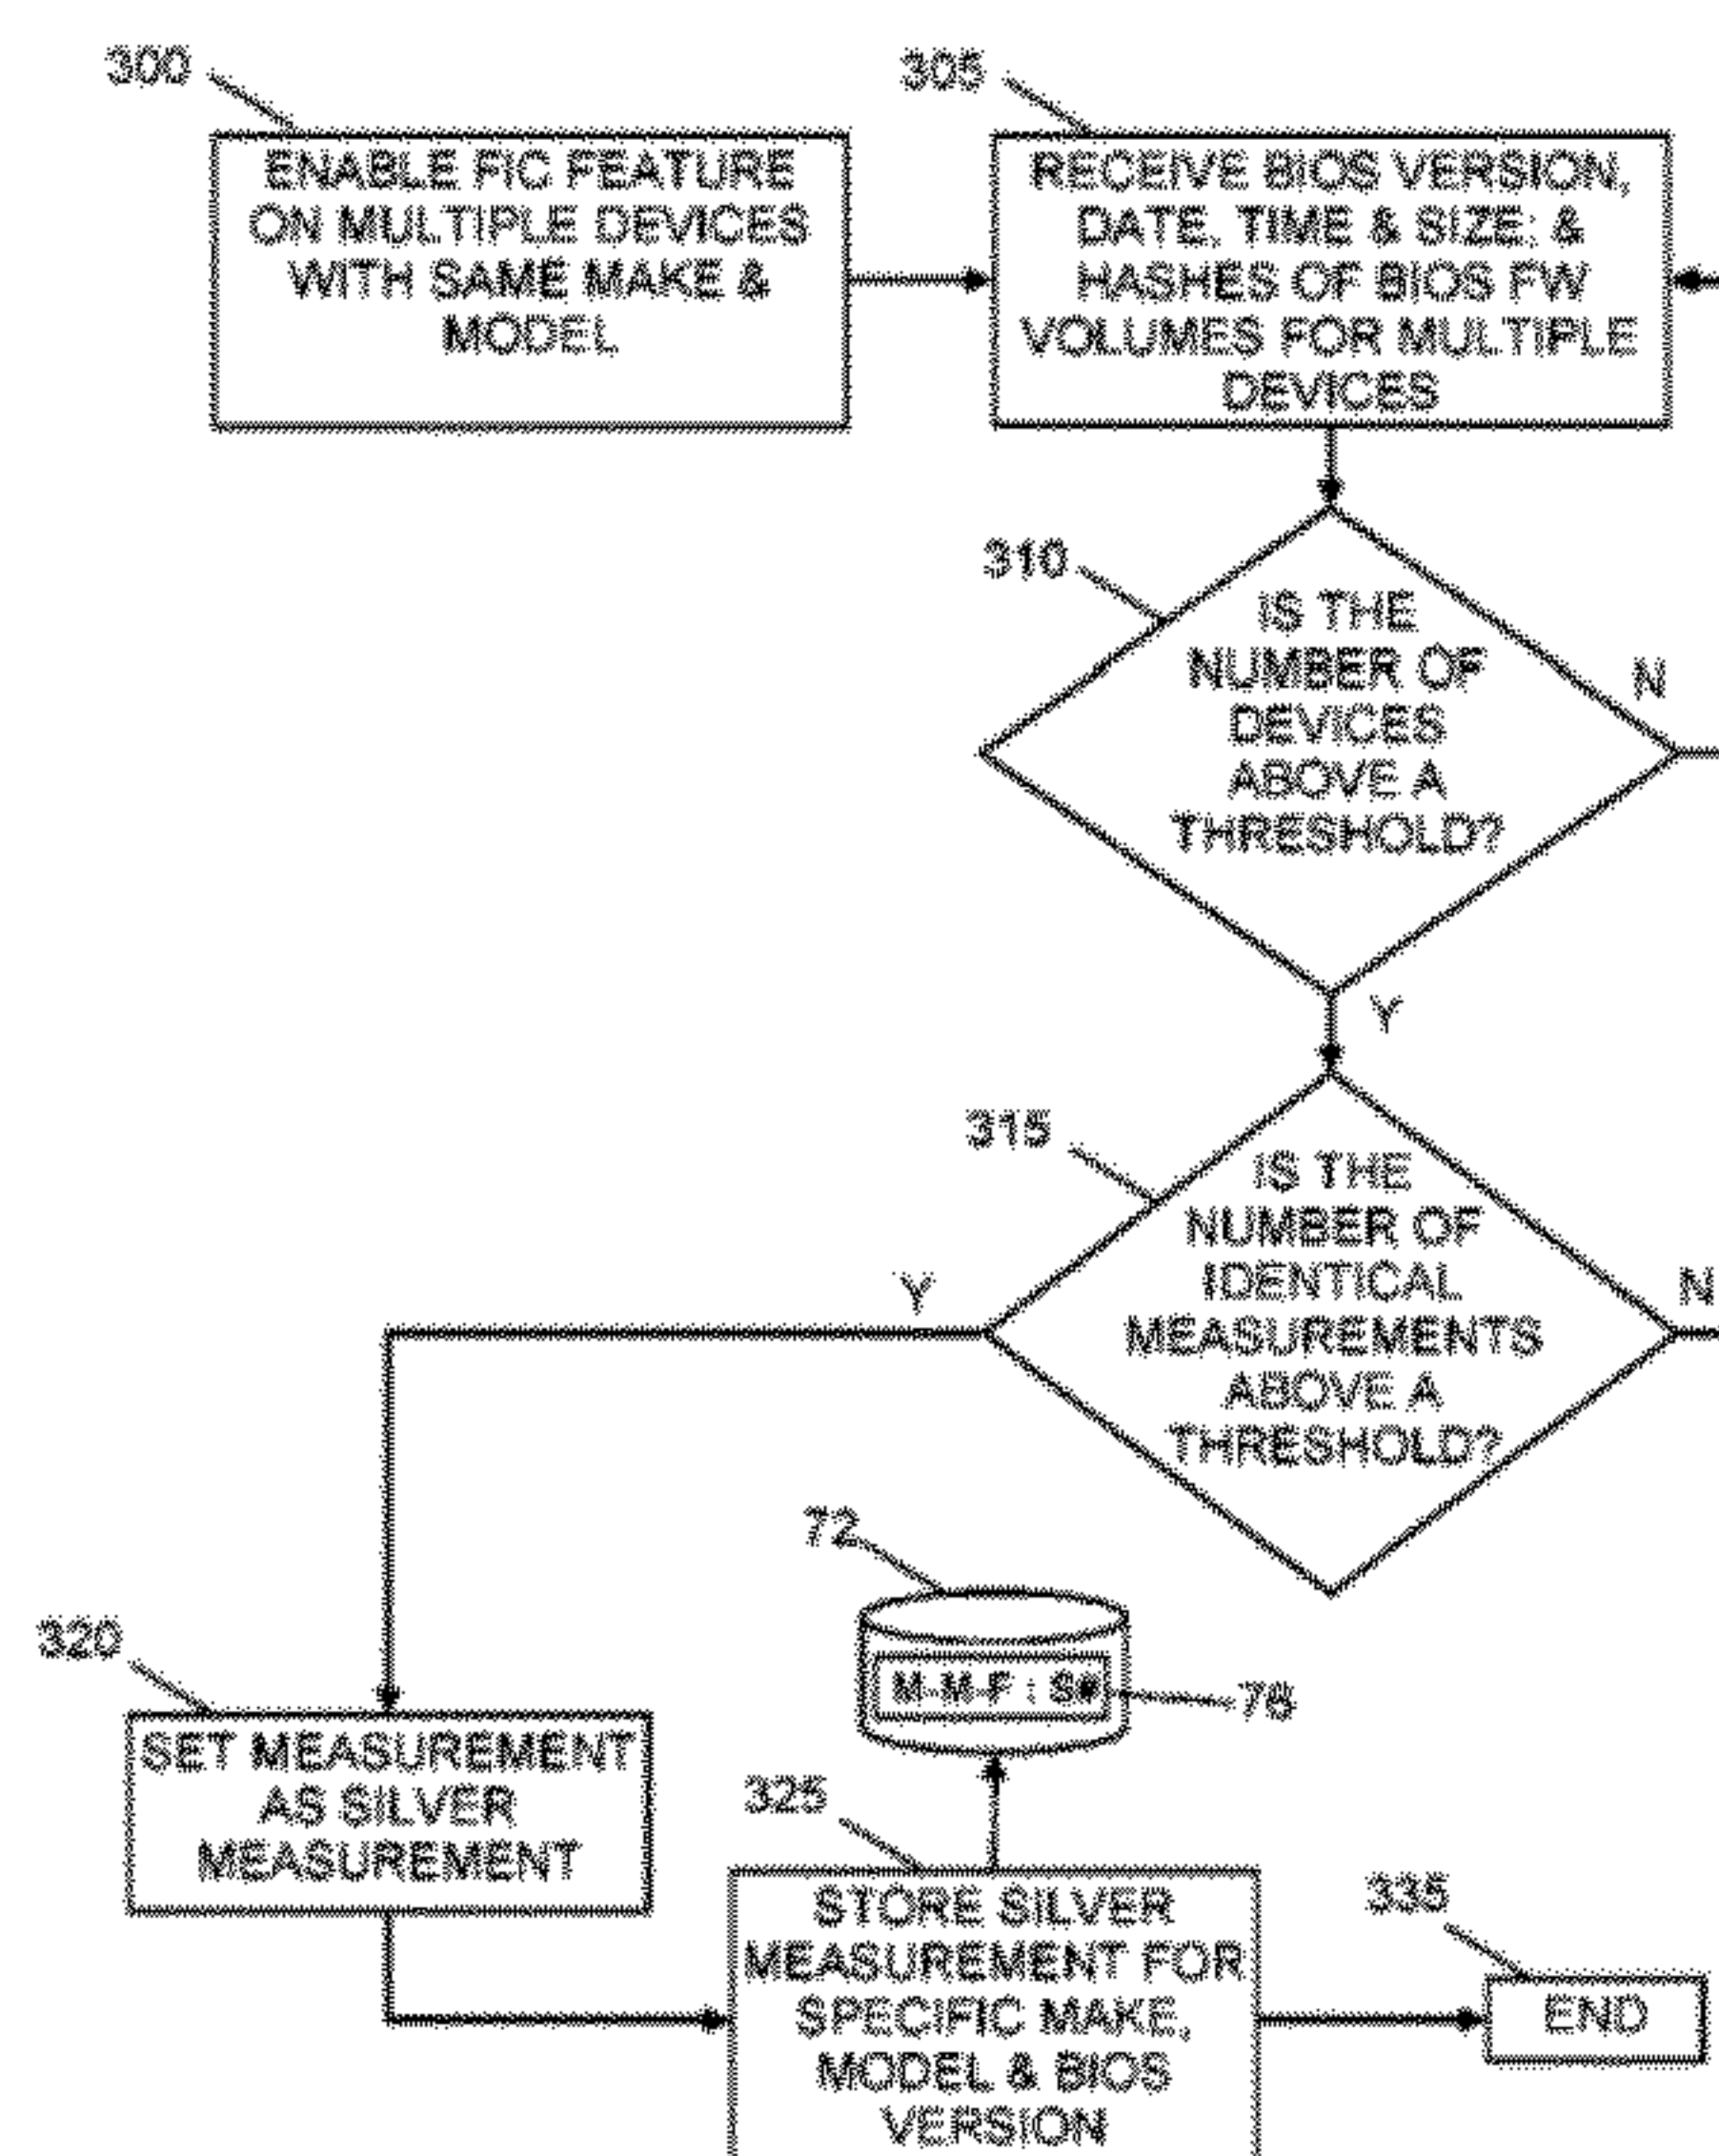 300
ENABLE FIC FEATURE
ON MULTIPLE DEVICES
WITH SAME MAKE &
MODEL
305
RECEIVE BIOS VERSION,
DATE, TIME & SIZE; &
HASHES OF BIOS FW
VOLUMES FOR MULTIPLE
DEVICES
310
IS THE
NUMBER OF
DEVICES
ABOVE A
THRESHOLD?
N
Y
315
IS THE
NUMBER OF
IDENTICAL
MEASUREMENTS
ABOVE A
THRESHOLD?
Y
N
72
M-M-F : S#
76
320
SET MEASUREMENT
AS SILVER
MEASUREMENT
325
STORE SILVER
MEASUREMENT FOR
SPECIFIC MAKE,
MODEL & BIOS
VERSION
335
END